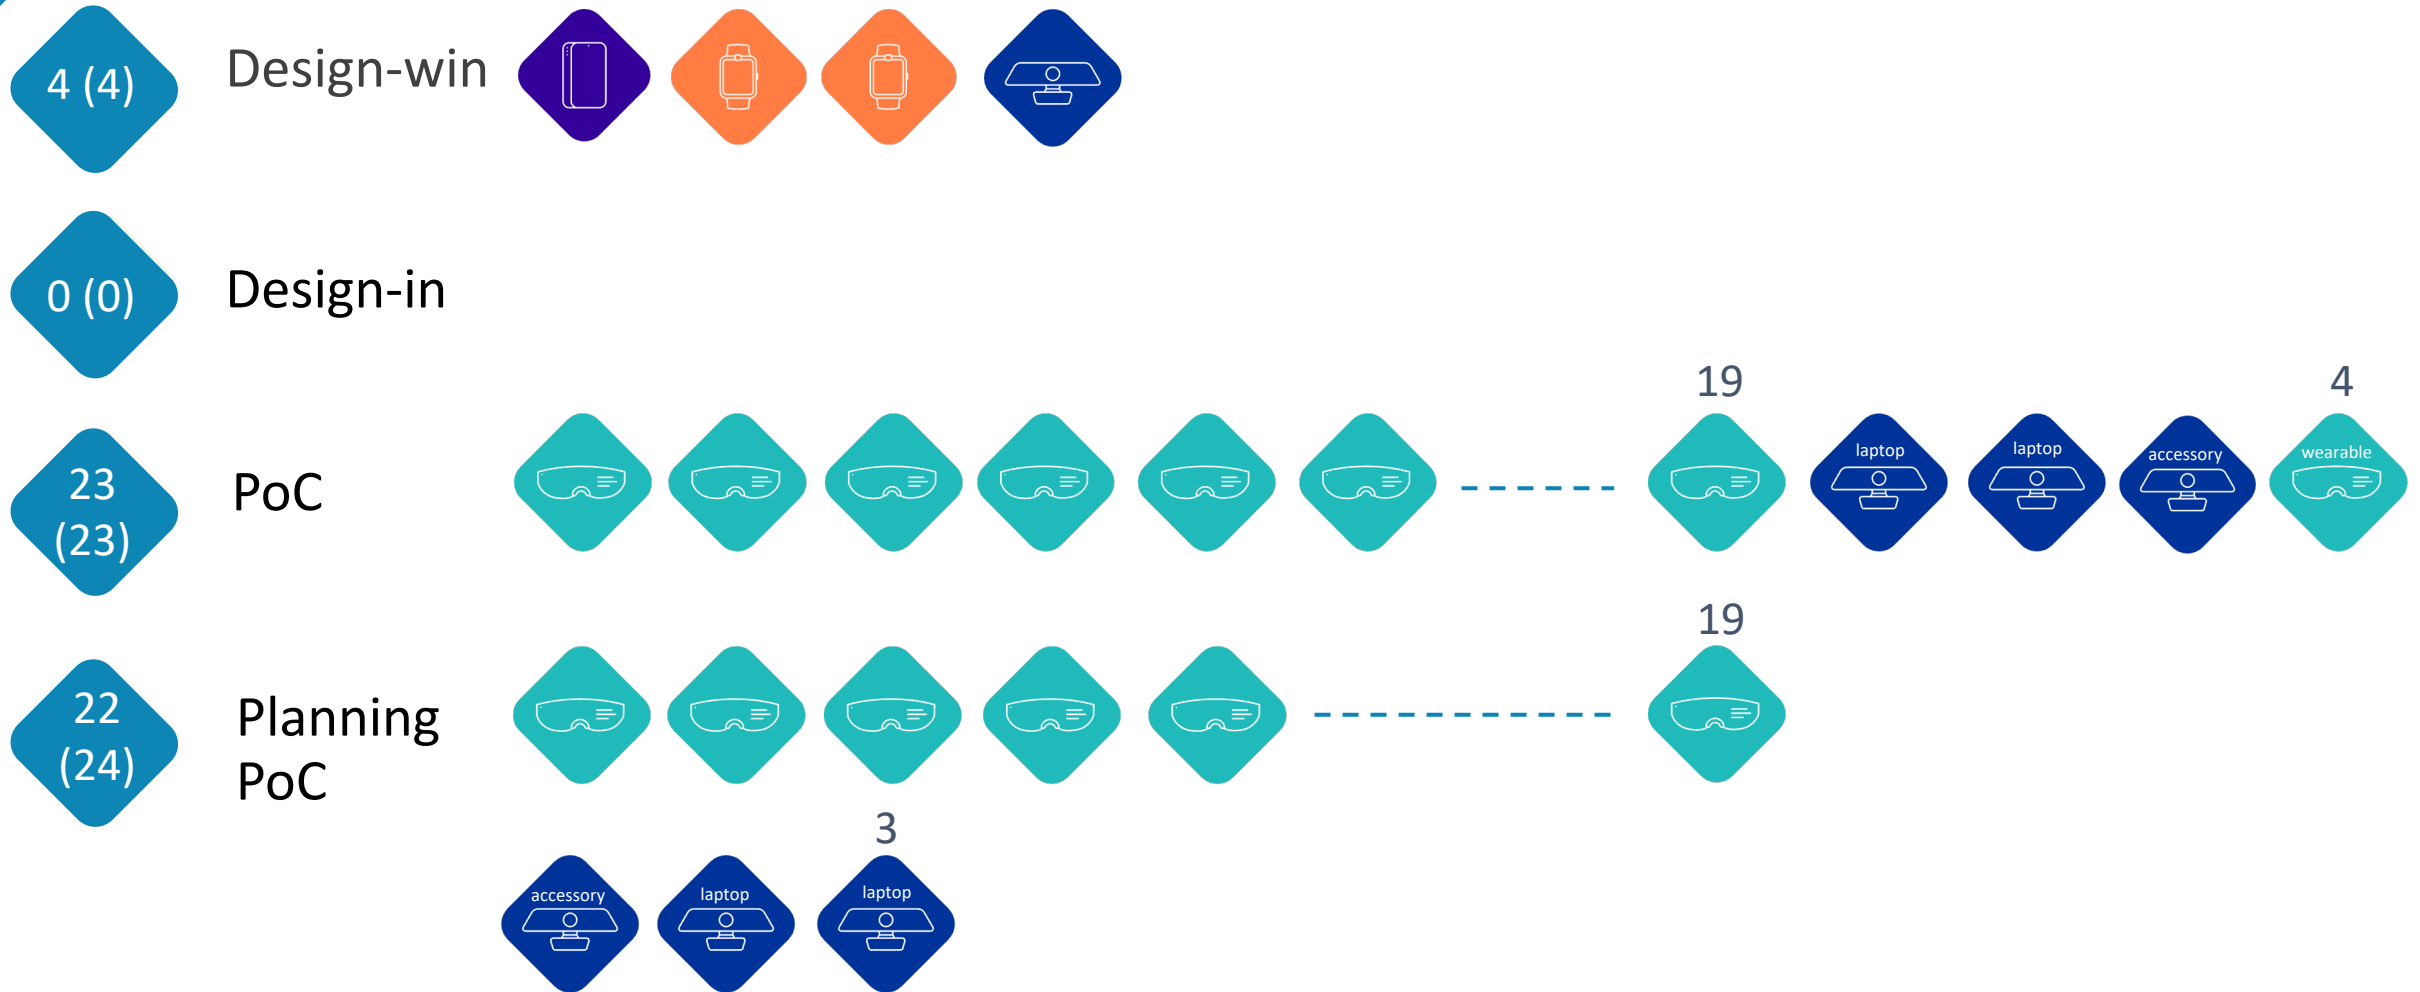 4 (4)
Design-win
0 (0)
Design-in
19
4
23
(23)
PoC
laptop
laptop
accessory
wearable
19
22
(24)
Planning
PoC
3
accessory
laptop
laptop